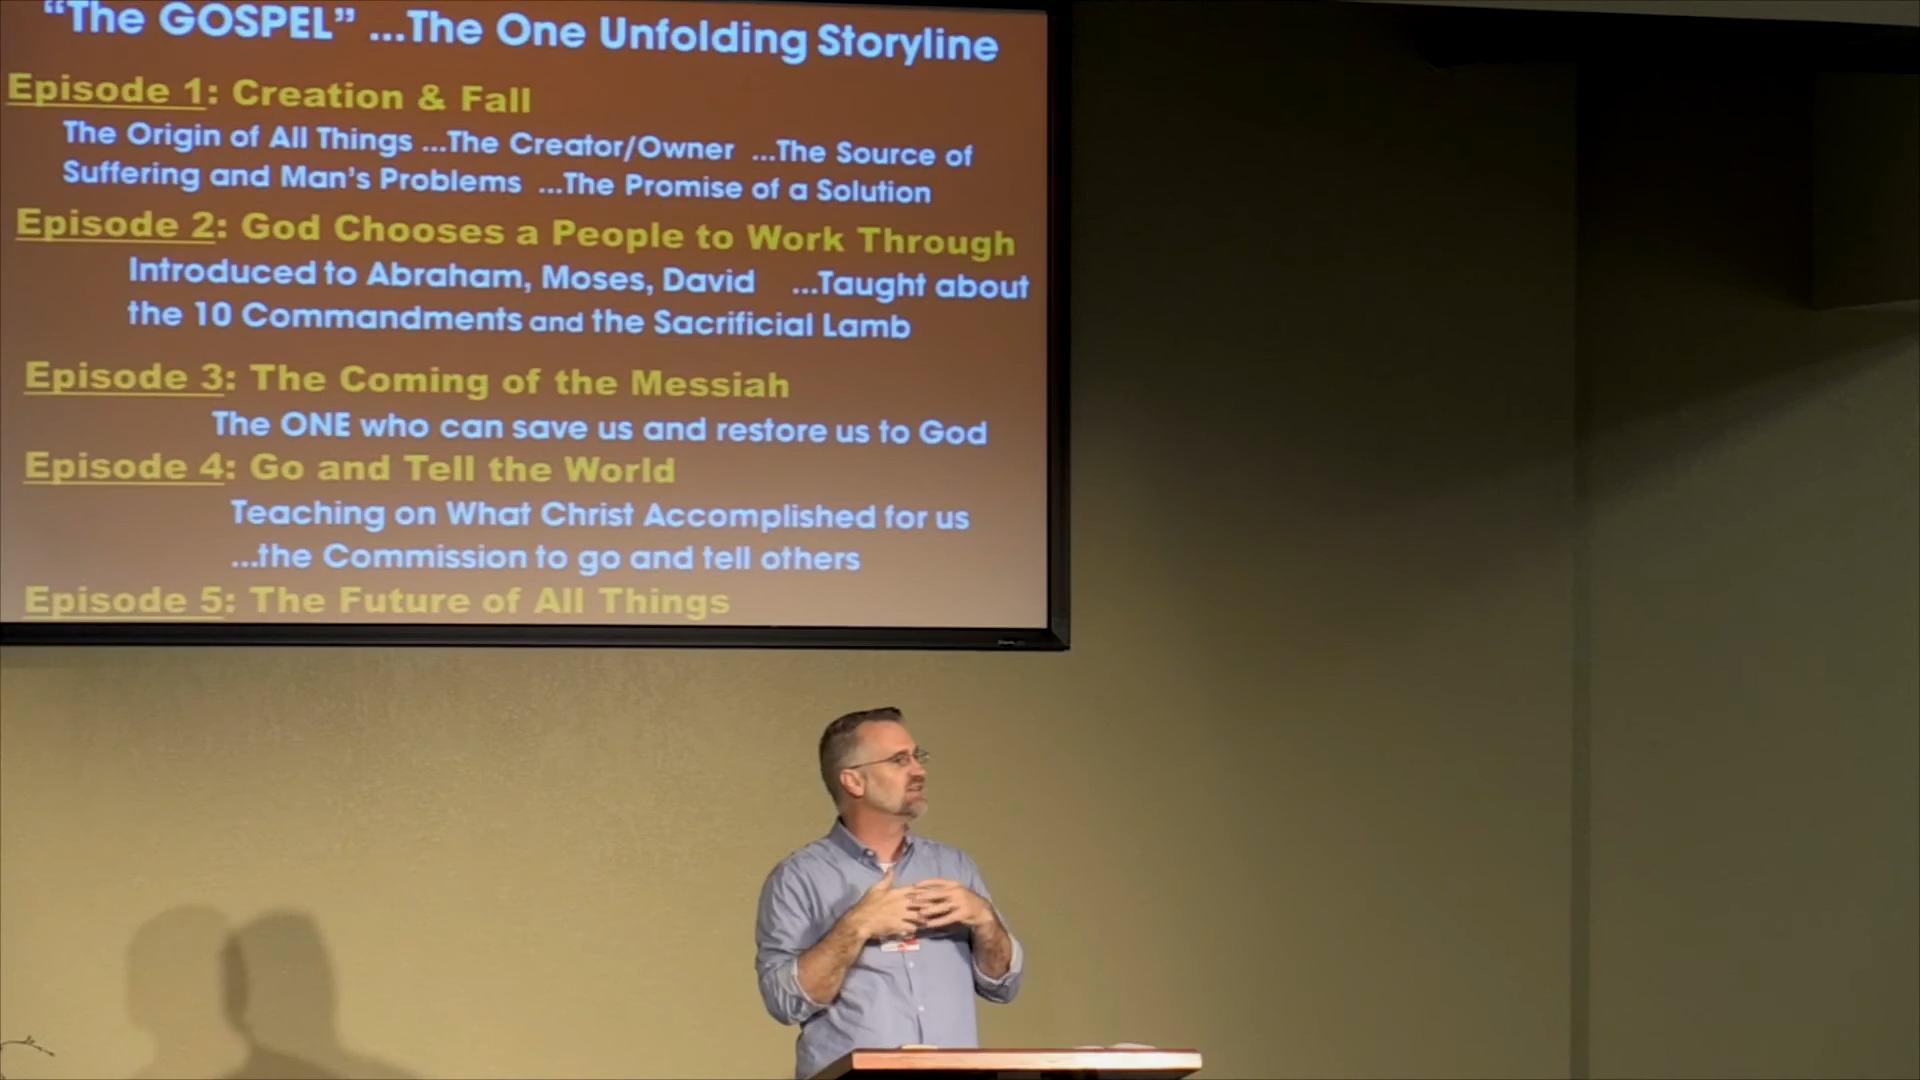 “The GOSPEL” ...The One Unfolding Storyline
Episode 1: Creation & Fall
The Origin of All Things ...The Creator/Owner ...The Source of
Suffering and Man's Problems ...The Promise of a Solution
Episode 2: God Chooses a People to Work Through
Introduced to Abraham, Moses, David ...Taught about
the 10 Commandments and the Sacrificial Lamb
Episode 3: The Coming of the Messiah
The ONE who can save us and restore us to God
Episode 4: Go and Tell the World
Teaching on What Christ Accomplished for us
...the Commission to go and tell others
Episode 5: The Future of All Things